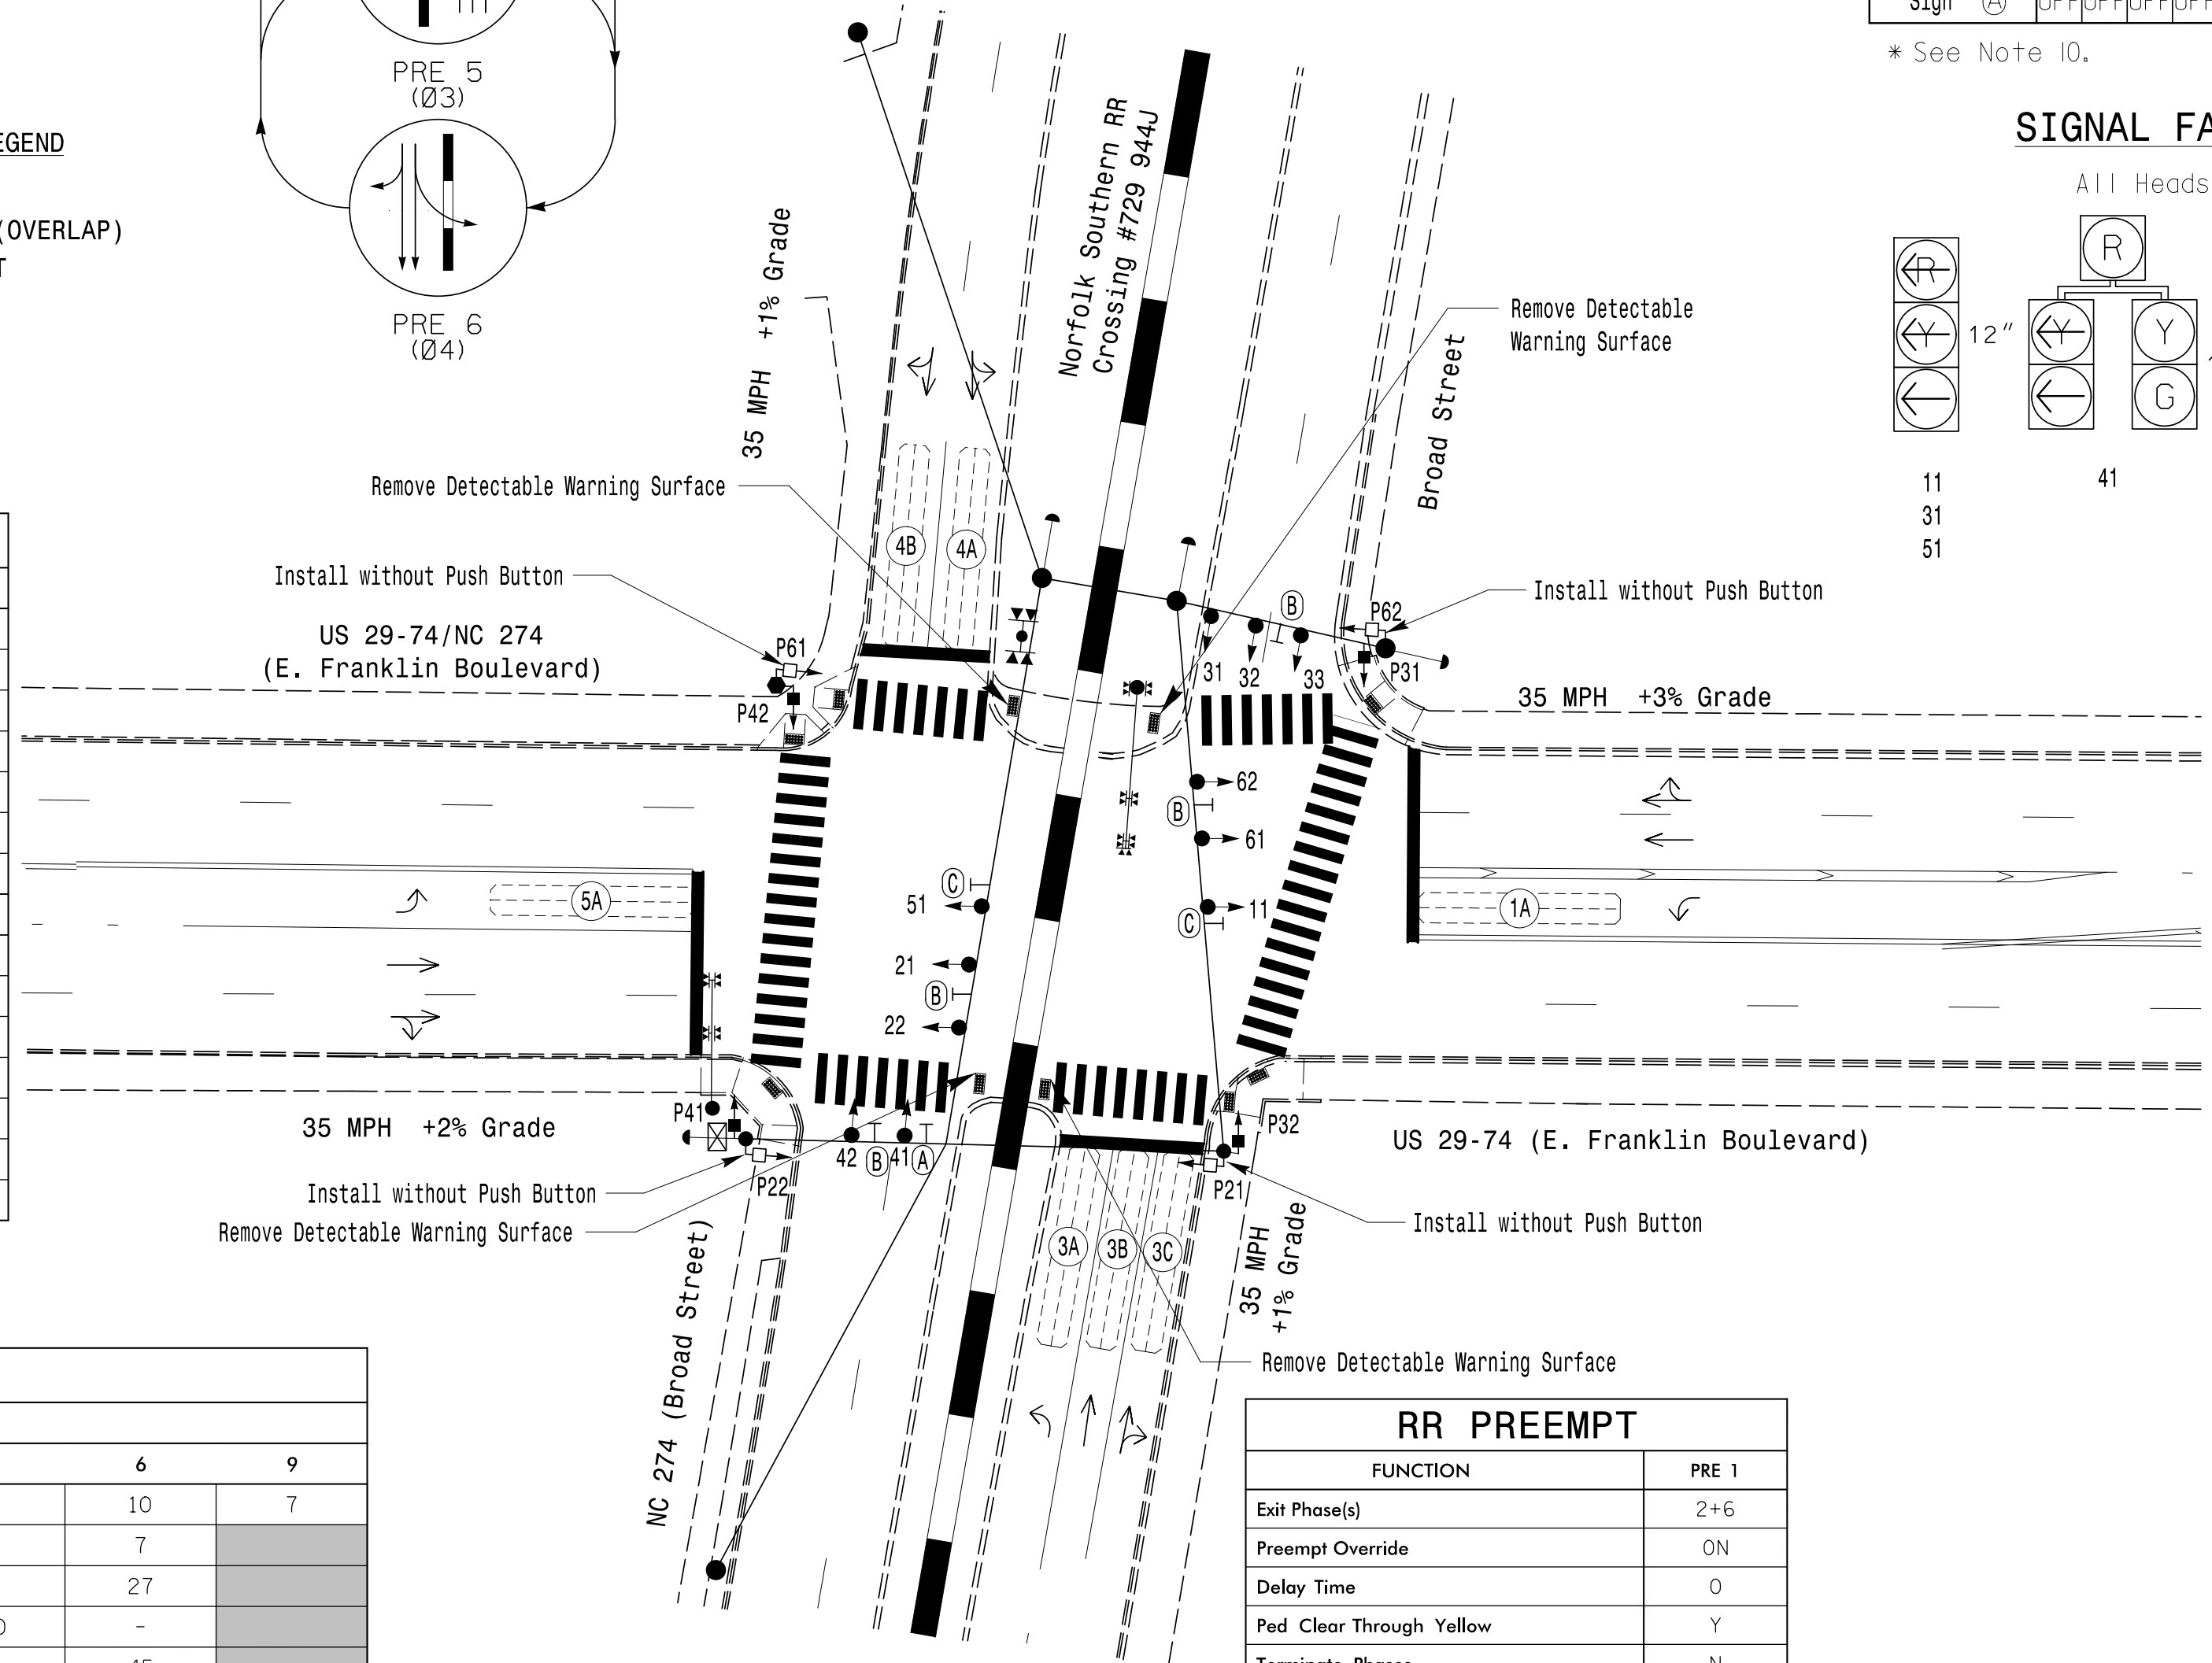 PRE 5
(Ø3)
PRE 6
(Ø4)
(OVERLAP)
Sign A
* See Note 10.
SIGNAL FA
All Heads
R
Y
12"
R
Y
Y
G
11
31
51
41
Norfolk Southern RR
Crossing #729 944J
35 MPH +1% Grade
Remove Detectable
Warning Surface
Broad Street
Remove Detectable Warning Surface
4B
4A
Install without Push Button
US 29-74/NC 274
(E. Franklin Boulevard)
P61
P42
B
31
32
33
P62
P31
Install without Push Button
35 MPH +3% Grade
62
B
61
C
51
11
C
5A
1A
21
B
22
P41
35 MPH +2% Grade
42
B
41
A
P22
P32
P21
US 29-74 (E. Franklin Boulevard)
Install without Push Button
Remove Detectable Warning Surface
Install without Push Button
3A
3B
3C
35 MPH
+1% Grade
NC 274 (Broad Street)
Remove Detectable Warning Surface
6 9
10 7
7
27
-
RR PREEMPT
FUNCTION PRE 1
Exit Phase(s) 2+6
Preempt Override ON
Delay Time 0
Ped Clear Through Yellow Y